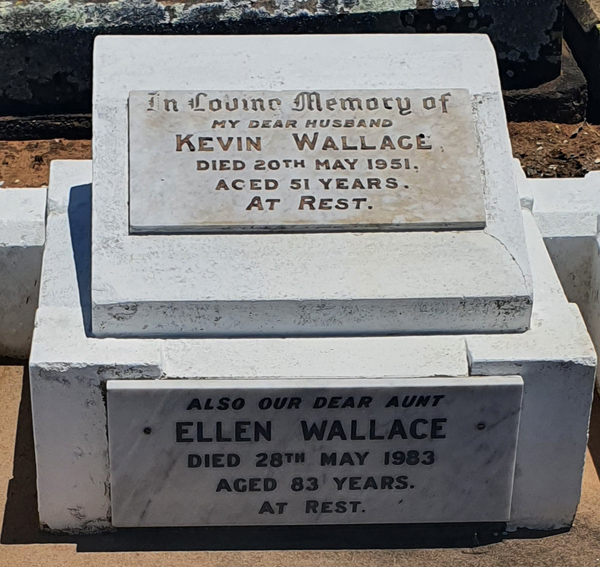 In Loving Memory of
MY DEAR HUSBAND
KEVIN WALLACE
DIED 20TH MAY 1951,
AGED 51 YEARS.
AT REST.
ALSO OUR DEAR AUNT
ELLEN WALLACE
DIED 28TH MAY 1983
AGED 83 YEARS.
AT REST.